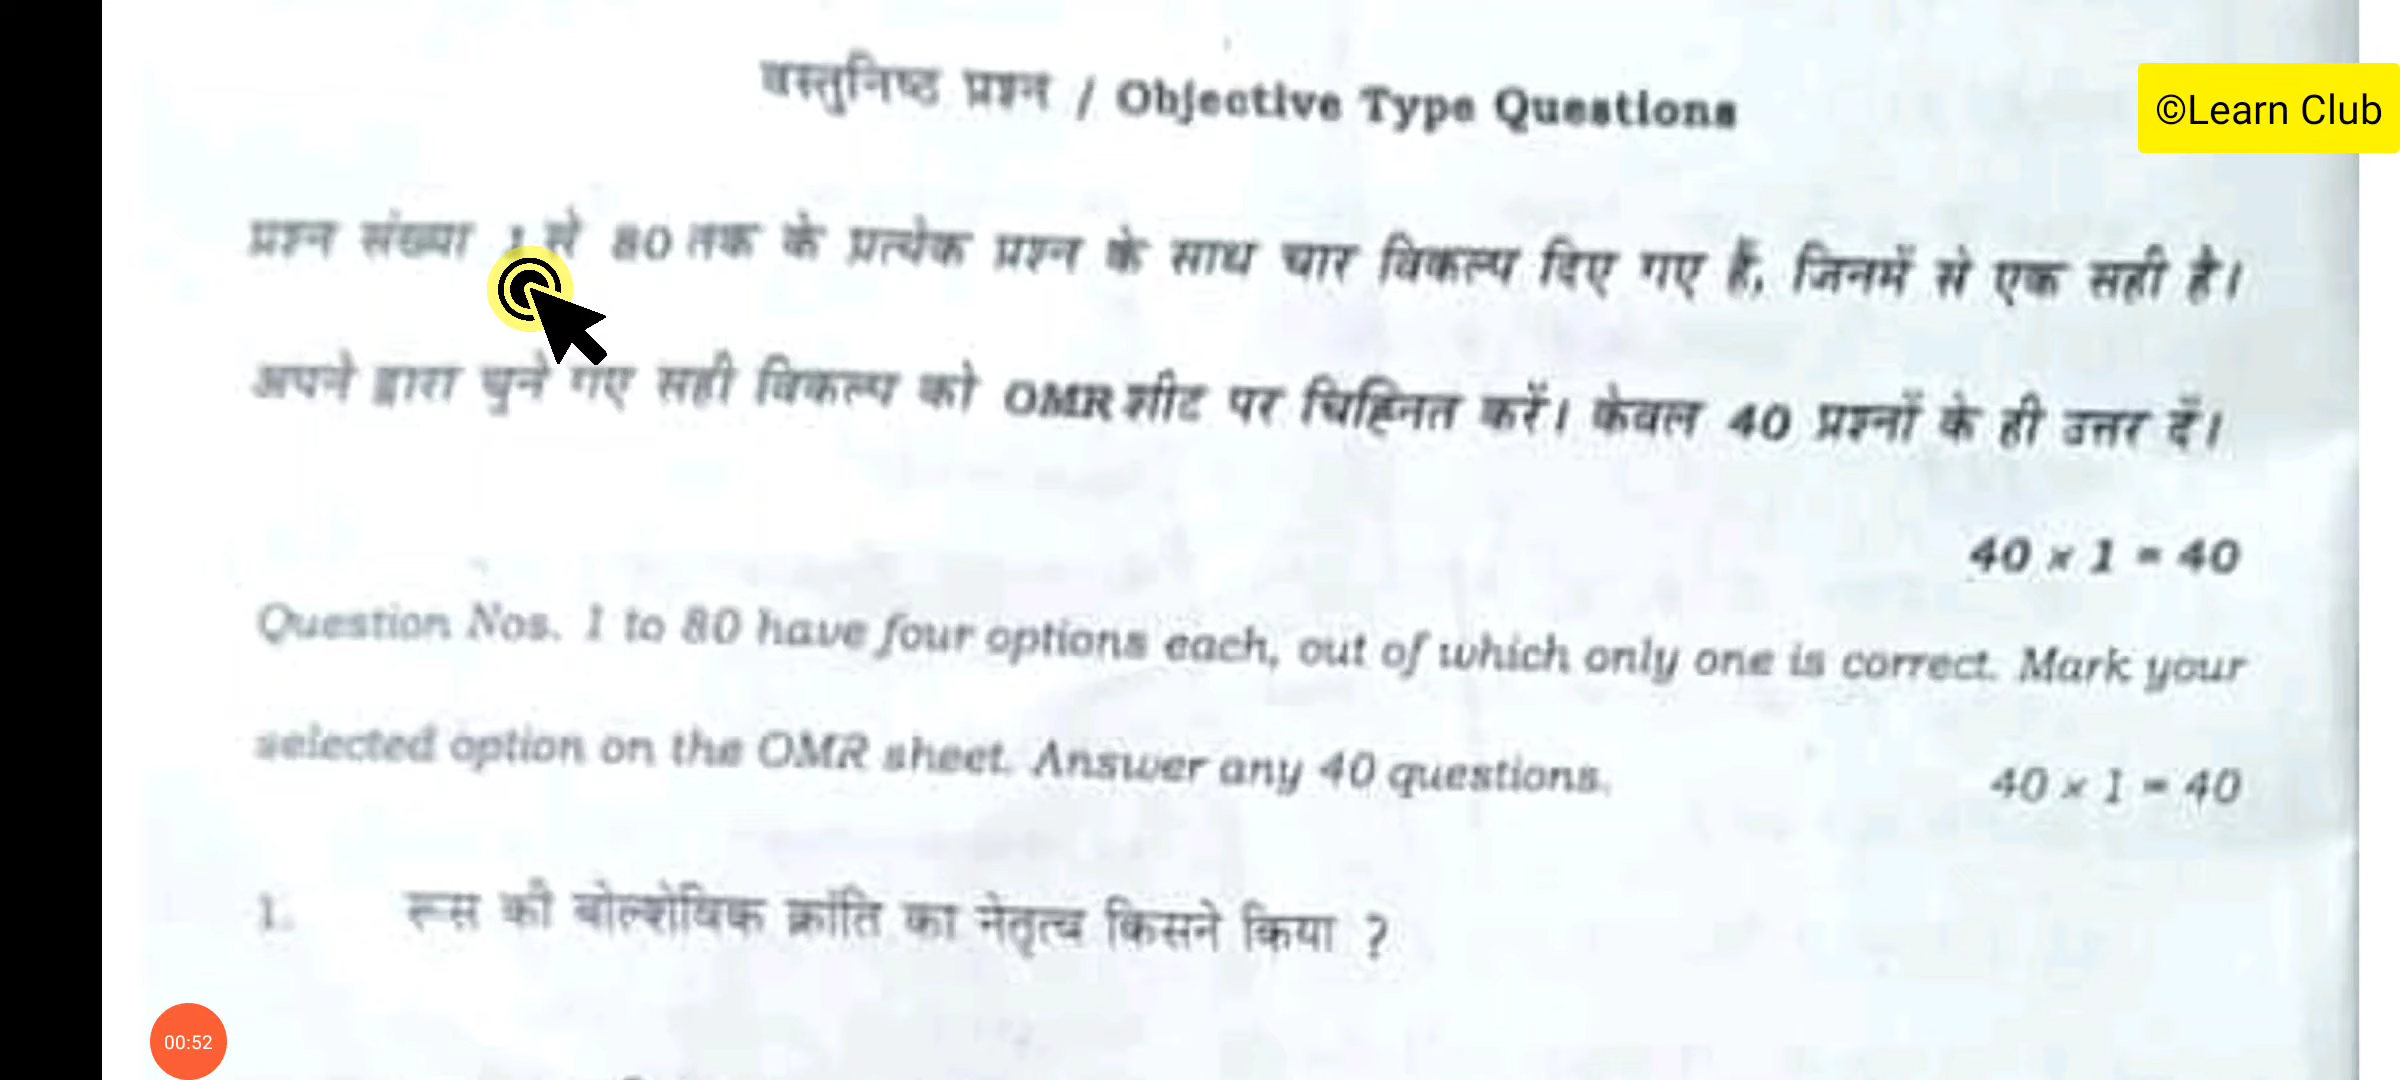 वस्तुनिष्ठ प्रश्न / Objective Type Questions
©Learn Club
प्रश्न संख्या 1 से 80 तक के प्रत्येक प्रश्न के साथ चार विकल्प दिए गए हैं, जिनमें से एक सही है।
अपने द्वारा चुने गए सही विकल्प को OMR शीट पर चिह्नित करें। केवल 40 प्रश्नों के ही उत्तर दें।
40 × 1 = 40
Question Nos. 1 to 80 have four options each, out of which only one is correct. Mark your
selected option on the OMR sheet. Answer any 40 questions. 40 × 1 = 40
1. रूस की बोल्शेविक क्रांति का नेतृत्व किसने किया ?
00:52